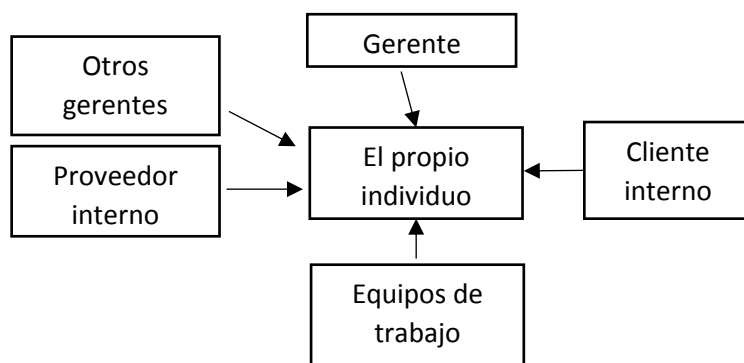 Gerente
Otros
gerentes
El propio
individuo
Cliente
interno
Proveedor
interno
Equipos de
trabajo